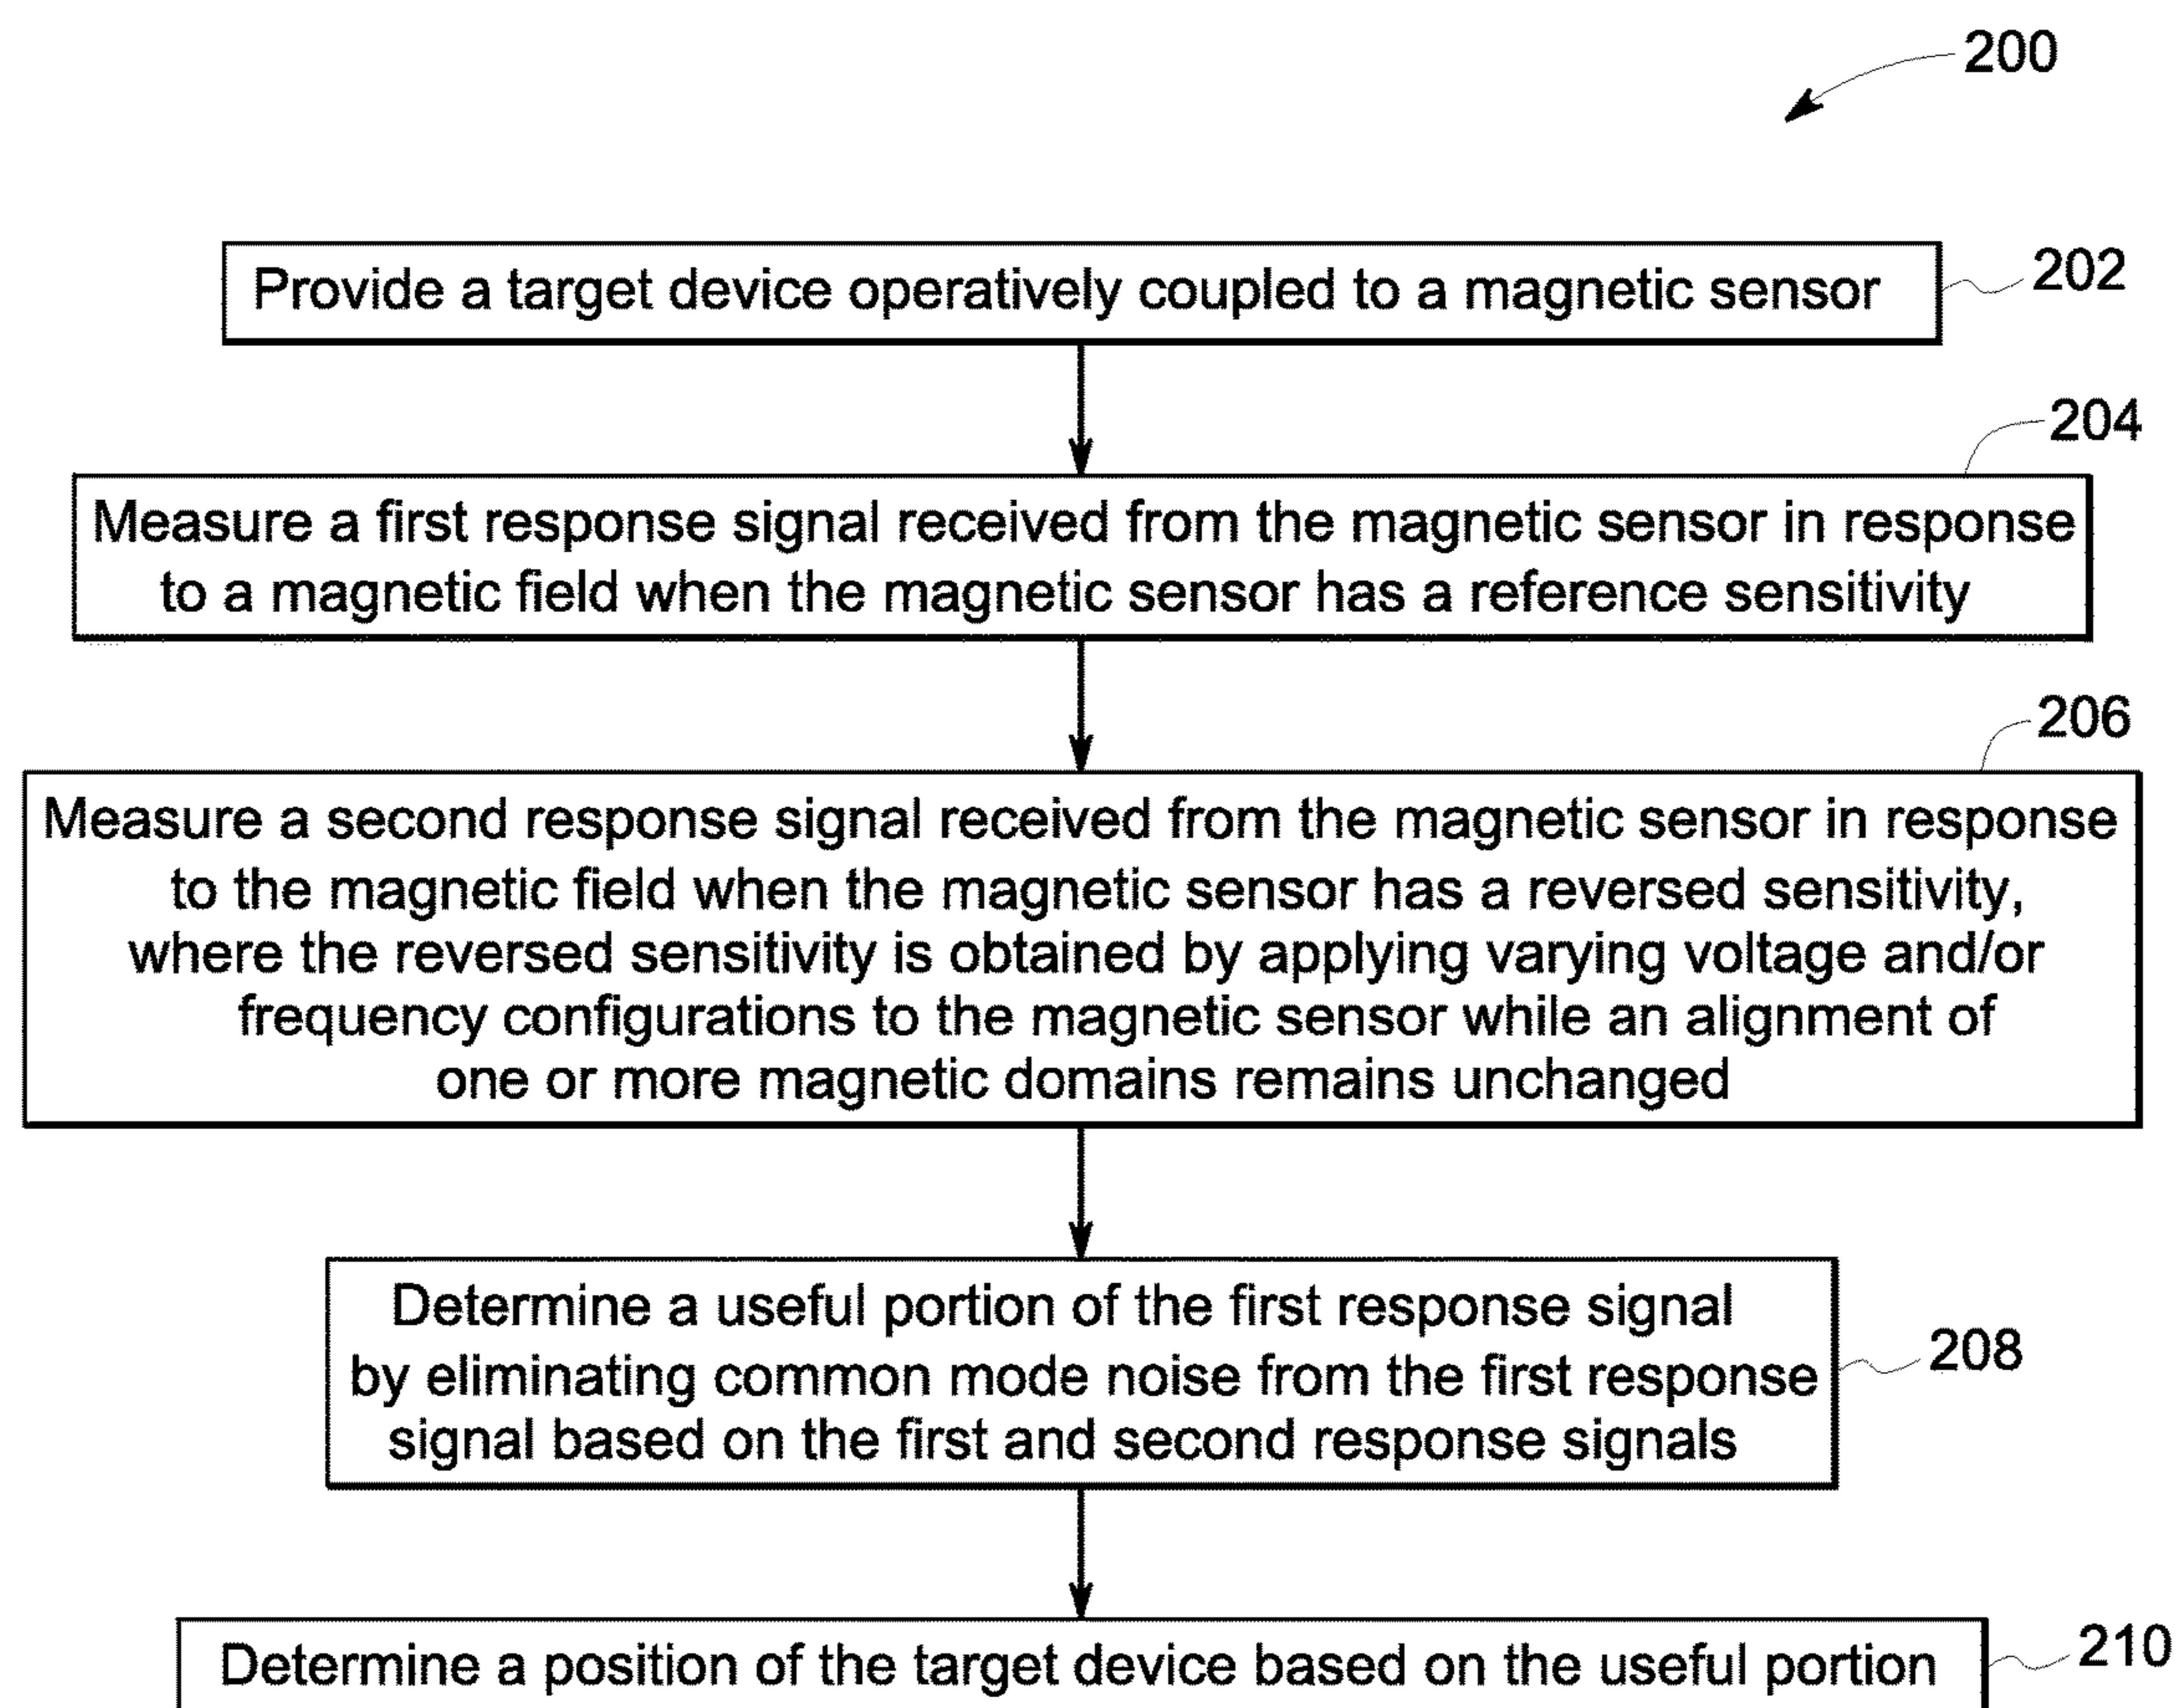 200
Provide a target device operatively coupled to a magnetic sensor
202
204
Measure a first response signal received from the magnetic sensor in response
to a magnetic field when the magnetic sensor has a reference sensitivity
206
Measure a second response signal received from the magnetic sensor in response
to the magnetic field when the magnetic sensor has a reversed sensitivity,
where the reversed sensitivity is obtained by applying varying voltage and/or
frequency configurations to the magnetic sensor while an alignment of
one or more magnetic domains remains unchanged
Determine a useful portion of the first response signal
by eliminating common mode noise from the first response
signal based on the first and second response signals
208
Determine a position of the target device based on the useful portion
210